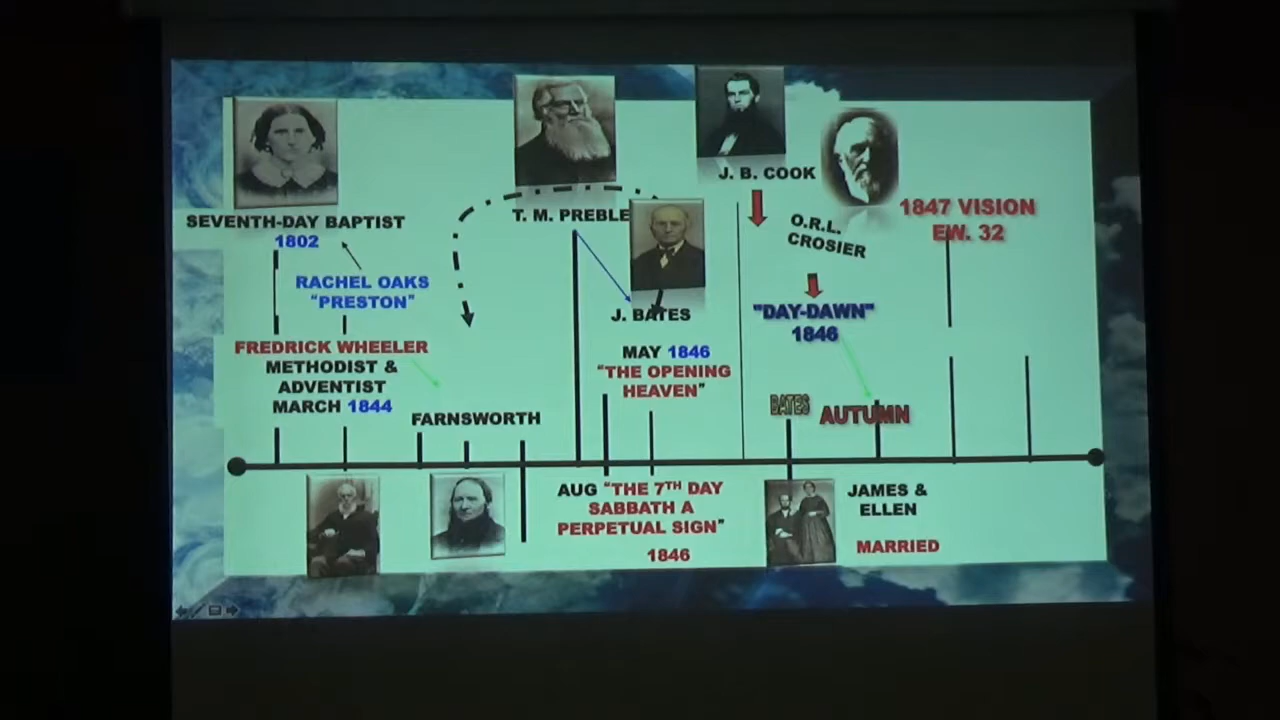 SEVENTH-DAY BAPTIST
1802
RACHEL OAKS
"PRESTON"
FREDRICK WHEELER
METHODIST &
ADVENTIST
MARCH 1844
FARNSWORTH
T. M. PREBLE
J. BATES
MAY 1846
"THE OPENING
HEAVEN"
AUG "THE 7TH DAY
SABBATH A
PERPETUAL SIGN"
1846
J. B. COOK
O.R.L.
CROSIER
"DAY-DAWN"
1846
BATES
AUTUMN
JAMES &
ELLEN
MARRIED
1847 VISION
EW. 32